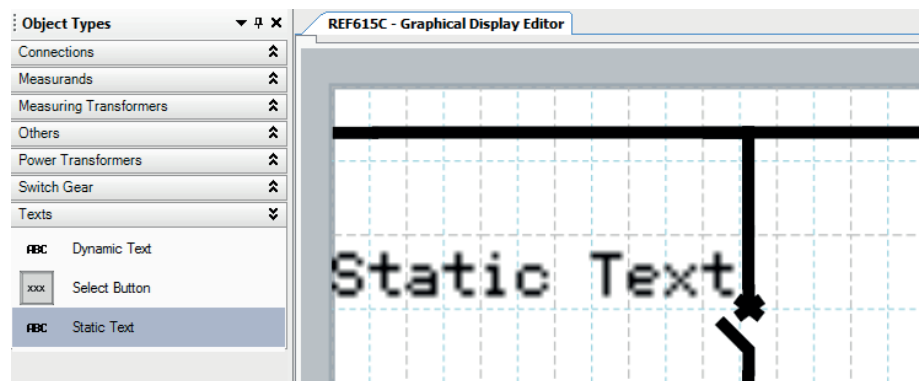 Object Types
Connections
Measurands
Measuring Transformers
Others
Power Transformers
Switch Gear
Texts
ABC Dynamic Text
xxx Select Button
ABC Static Text
REF615C - Graphical Display Editor
Static Text